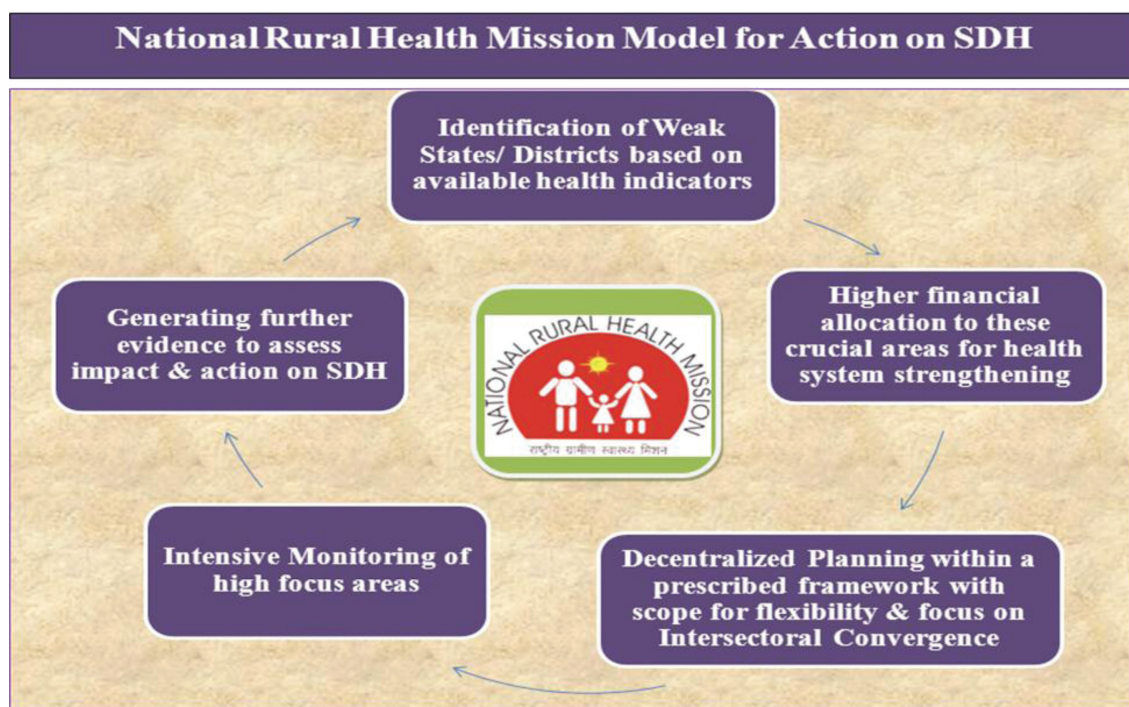 National Rural Health Mission Model for Action on SDH
Identification of Weak
States/ Districts based on
available health indicators
Higher financial
allocation to these
crucial areas for health
system strengthening
Decentralized Planning within a
prescribed framework with
scope for flexibility & focus on
Intersectoral Convergence
Intensive Monitoring of
high focus areas
Generating further
evidence to assess
impact & action on SDH
NATIONAL RURAL HEALTH MISSION
राष्ट्रीय ग्रामीण स्वास्थ्य मिशन